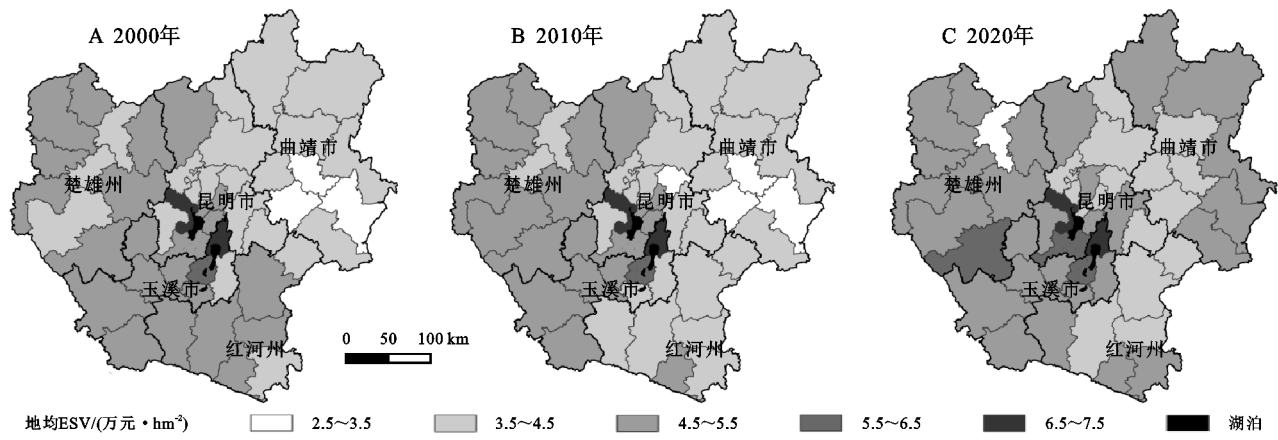 A 2000年
B 2010年
C 2020年
曲靖市
楚雄州
昆明市
玉溪市
红河州
曲靖市
楚雄州
昆明市
玉溪市
红河州
曲靖市
楚雄州
昆明市
玉溪市
红河州
0 50 100 km
地均ESV/(万元·hm⁻²) 2.5~3.5 3.5~4.5 4.5~5.5 5.5~6.5 6.5~7.5 湖泊